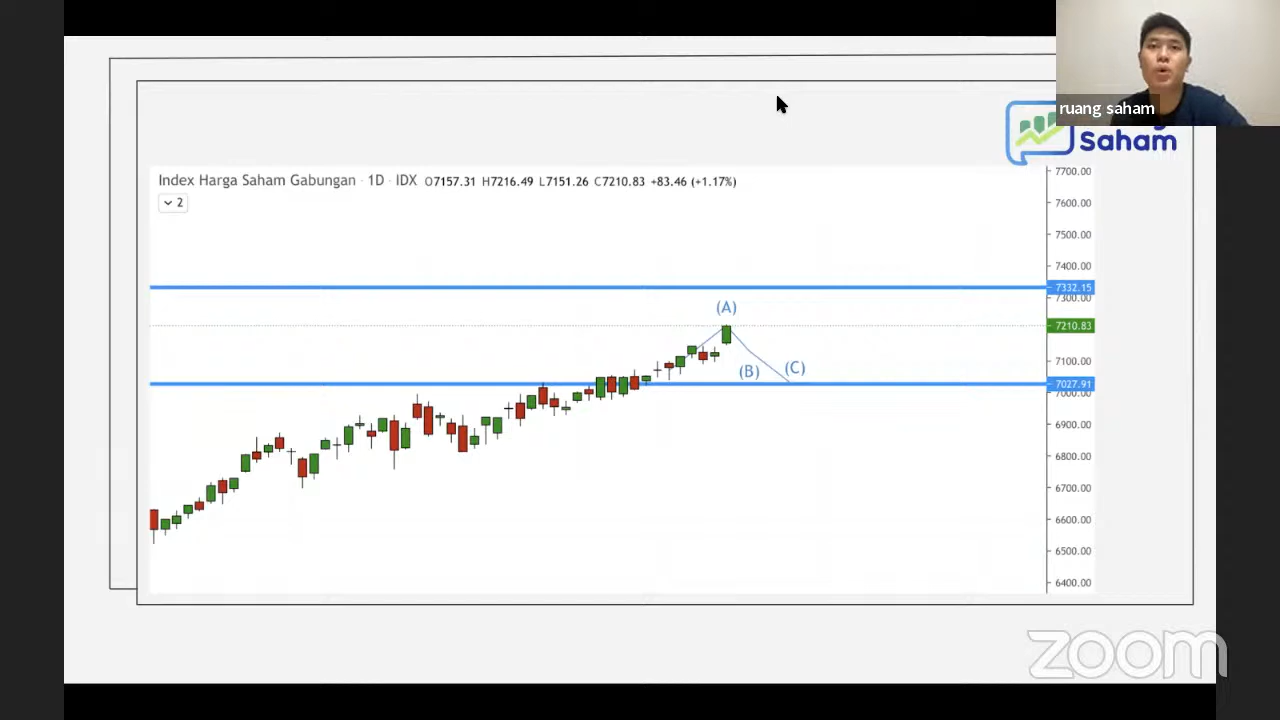 ruang saham
Saham
Index Harga Saham Gabungan · 1D · IDX O7157.31 H7216.49 L7151.26 C7210.83 +83.46 (+1.17%)
2
7700.00
7600.00
7500.00
7400.00
7332.15
7300.00
(A)
7210.83
7100.00
(B)
(C)
7027.91
7000.00
6900.00
6800.00
6700.00
6600.00
6500.00
6400.00
zoom